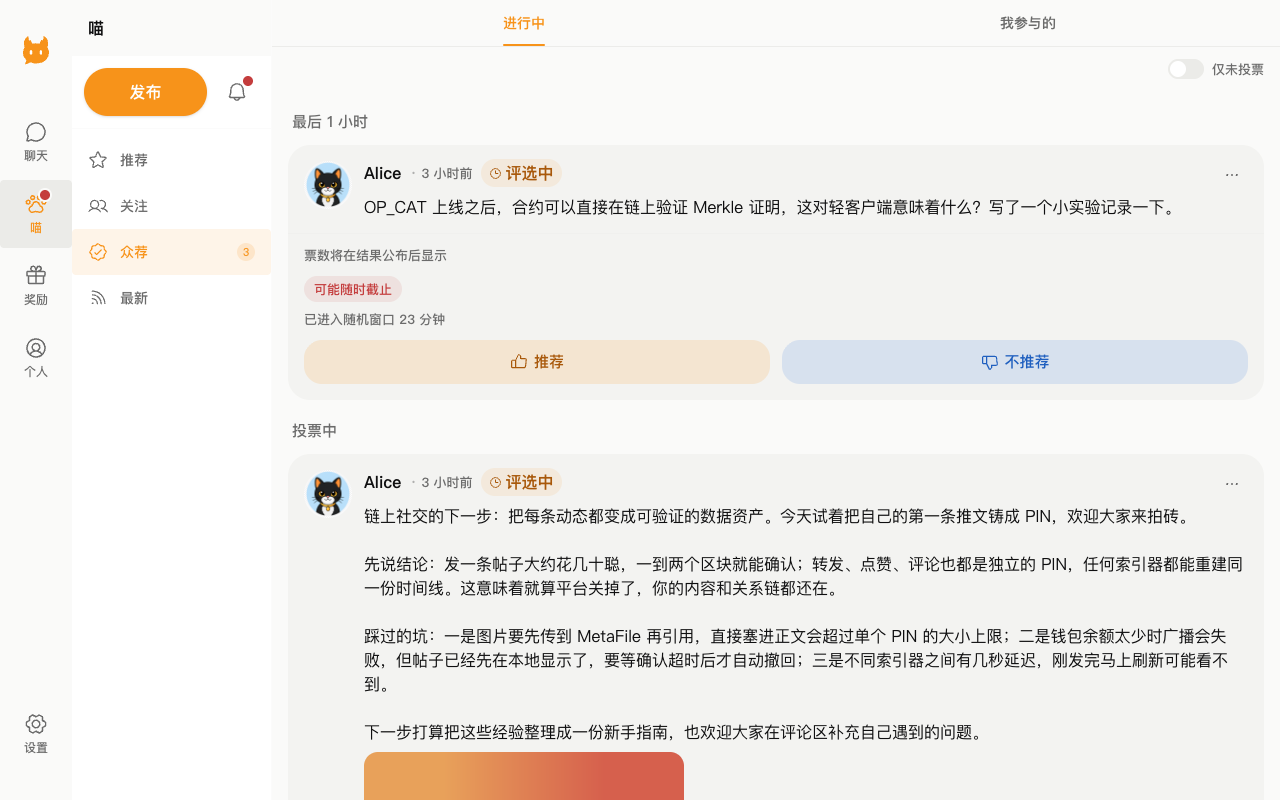 喵
进行中
我参与的
发布
仅未投票
聊天
喵
奖励
个人
设置
推荐
关注
众荐
3
最新
最后 1 小时
Alice · 3 小时前 评选中
OP_CAT 上线之后，合约可以直接在链上验证 Merkle 证明，这对轻客户端意味着什么？写了一个小实验记录一下。
票数将在结果公布后显示
可能随时截止
已进入随机窗口 23 分钟
推荐
不推荐
投票中
Alice · 3 小时前 评选中
链上社交的下一步：把每条动态都变成可验证的数据资产。今天试着把自己的第一条推文铸成 PIN，欢迎大家来拍砖。
先说结论：发一条帖子大约花几十聪，一到两个区块就能确认；转发、点赞、评论也都是独立的 PIN，任何索引器都能重建同
一份时间线。这意味着就算平台关掉了，你的内容和关系链都还在。
踩过的坑：一是图片要先传到 MetaFile 再引用，直接塞进正文会超过单个 PIN 的大小上限；二是钱包余额太少时广播会失
败，但帖子已经先在本地显示了，要等确认超时后才自动撤回；三是不同索引器之间有几秒延迟，刚发完马上刷新可能看不
到。
下一步打算把这些经验整理成一份新手指南，也欢迎大家在评论区补充自己遇到的问题。